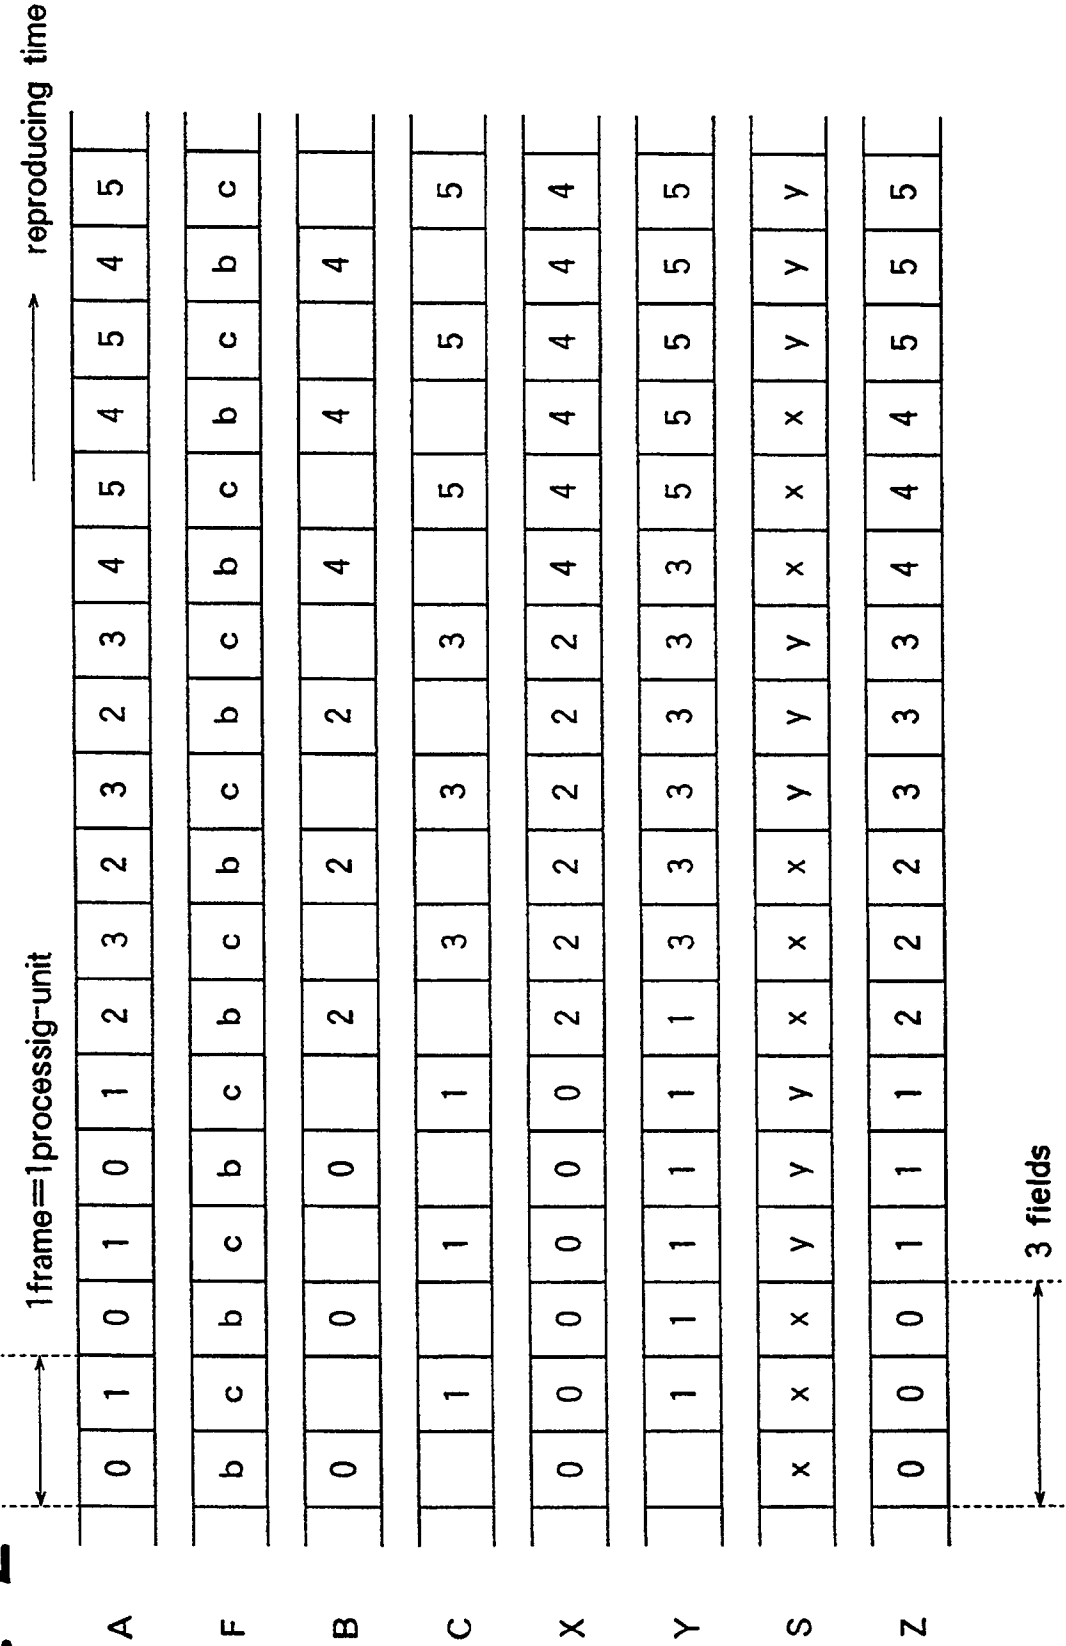 reproducing time
1frame=1processig-unit
A 0 1 0 1 0 1 2 3 2 3 2 3 4 5 4 5 4 5
F b c b c b c b c b c b c b c b c b c
B 0 0 0 2 2 2 4 4 4
C 1 1 1 3 3 3 5 5 5
X 0 0 0 0 0 0 2 2 2 2 2 2 4 4 4 4 4 4
Y 1 1 1 1 1 1 3 3 3 3 3 3 5 5 5 5 5
S x x x y y y x x x y y y x x x y y y
Z 0 0 0 1 1 1 2 2 2 3 3 3 4 4 4 5 5 5
3 fields